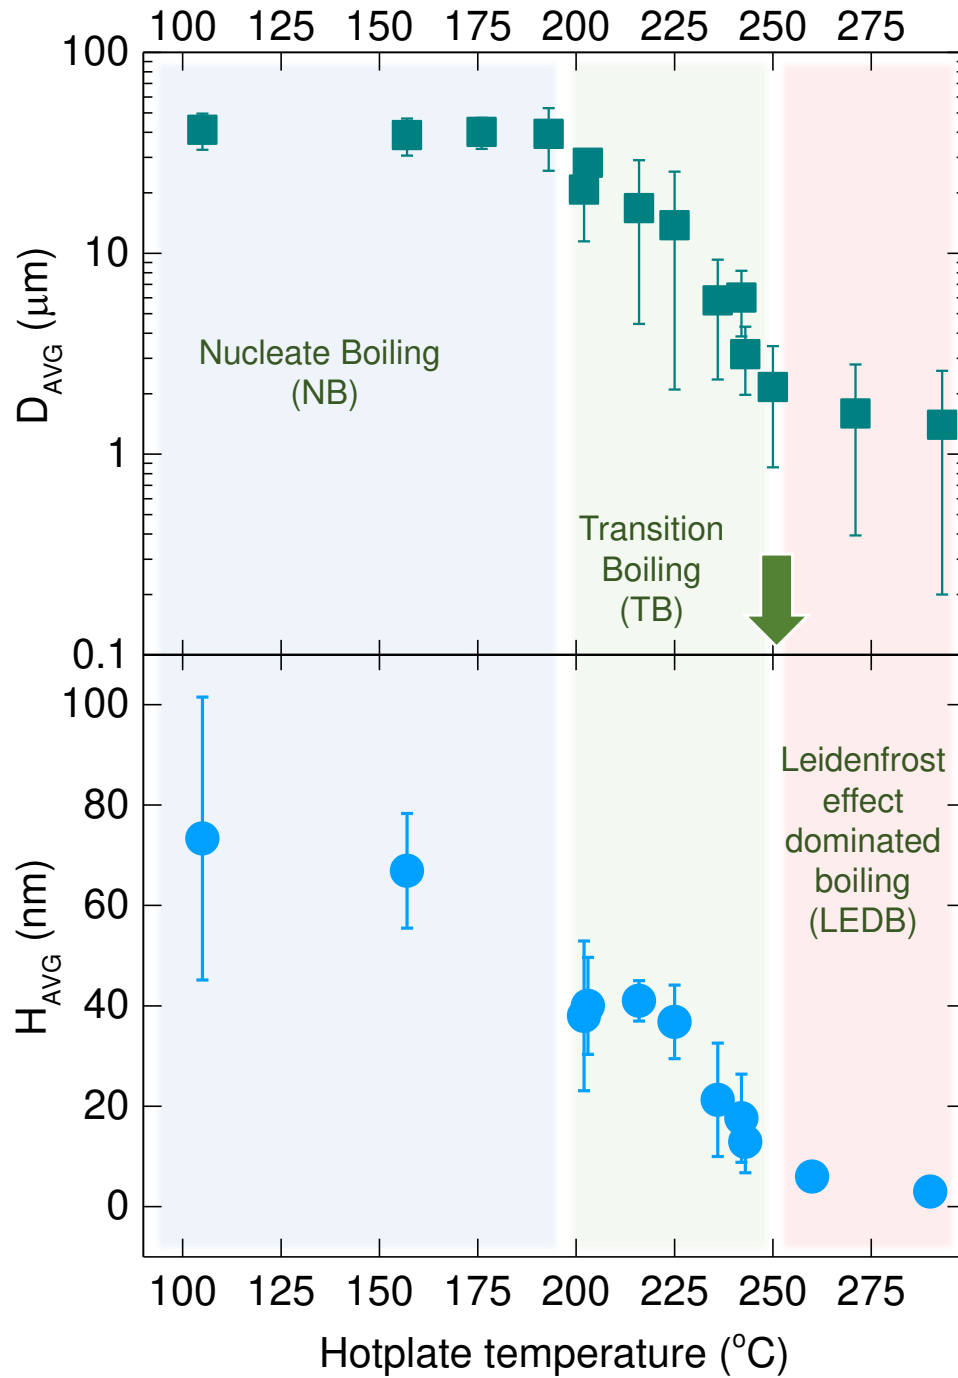 100 125 150 175 200 225 250 275
100
10
1
0.1
D_AVG (μm)
Nucleate Boiling
(NB)
Transition
Boiling
(TB)
100
80
60
40
20
0
H_AVG (nm)
Leidenfrost
effect
dominated
boiling
(LEDB)
100 125 150 175 200 225 250 275
Hotplate temperature (°C)